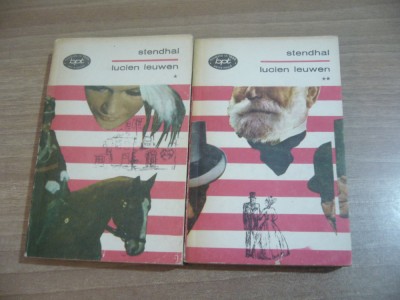 bpt
stendhal
lucien leuwen
*
bpt
stendhal
lucien leuwen
**